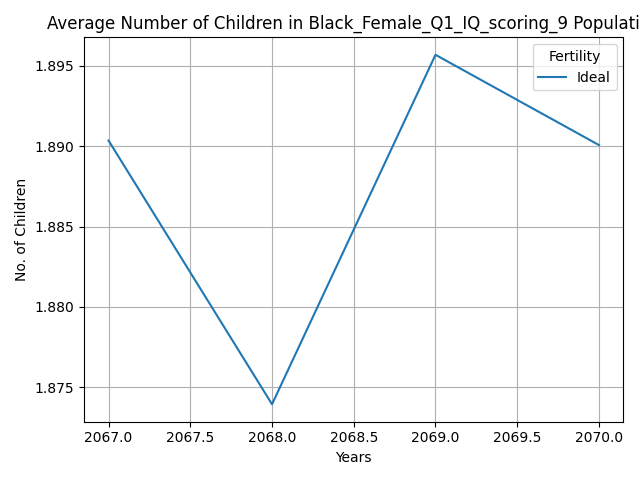 Average Number of Children in Black_Female_Q1_IQ_scoring_9 Populati
Fertility
Ideal
1.895
1.890
1.885
1.880
1.875
No. of Children
2067.0 2067.5 2068.0 2068.5 2069.0 2069.5 2070.0
Years